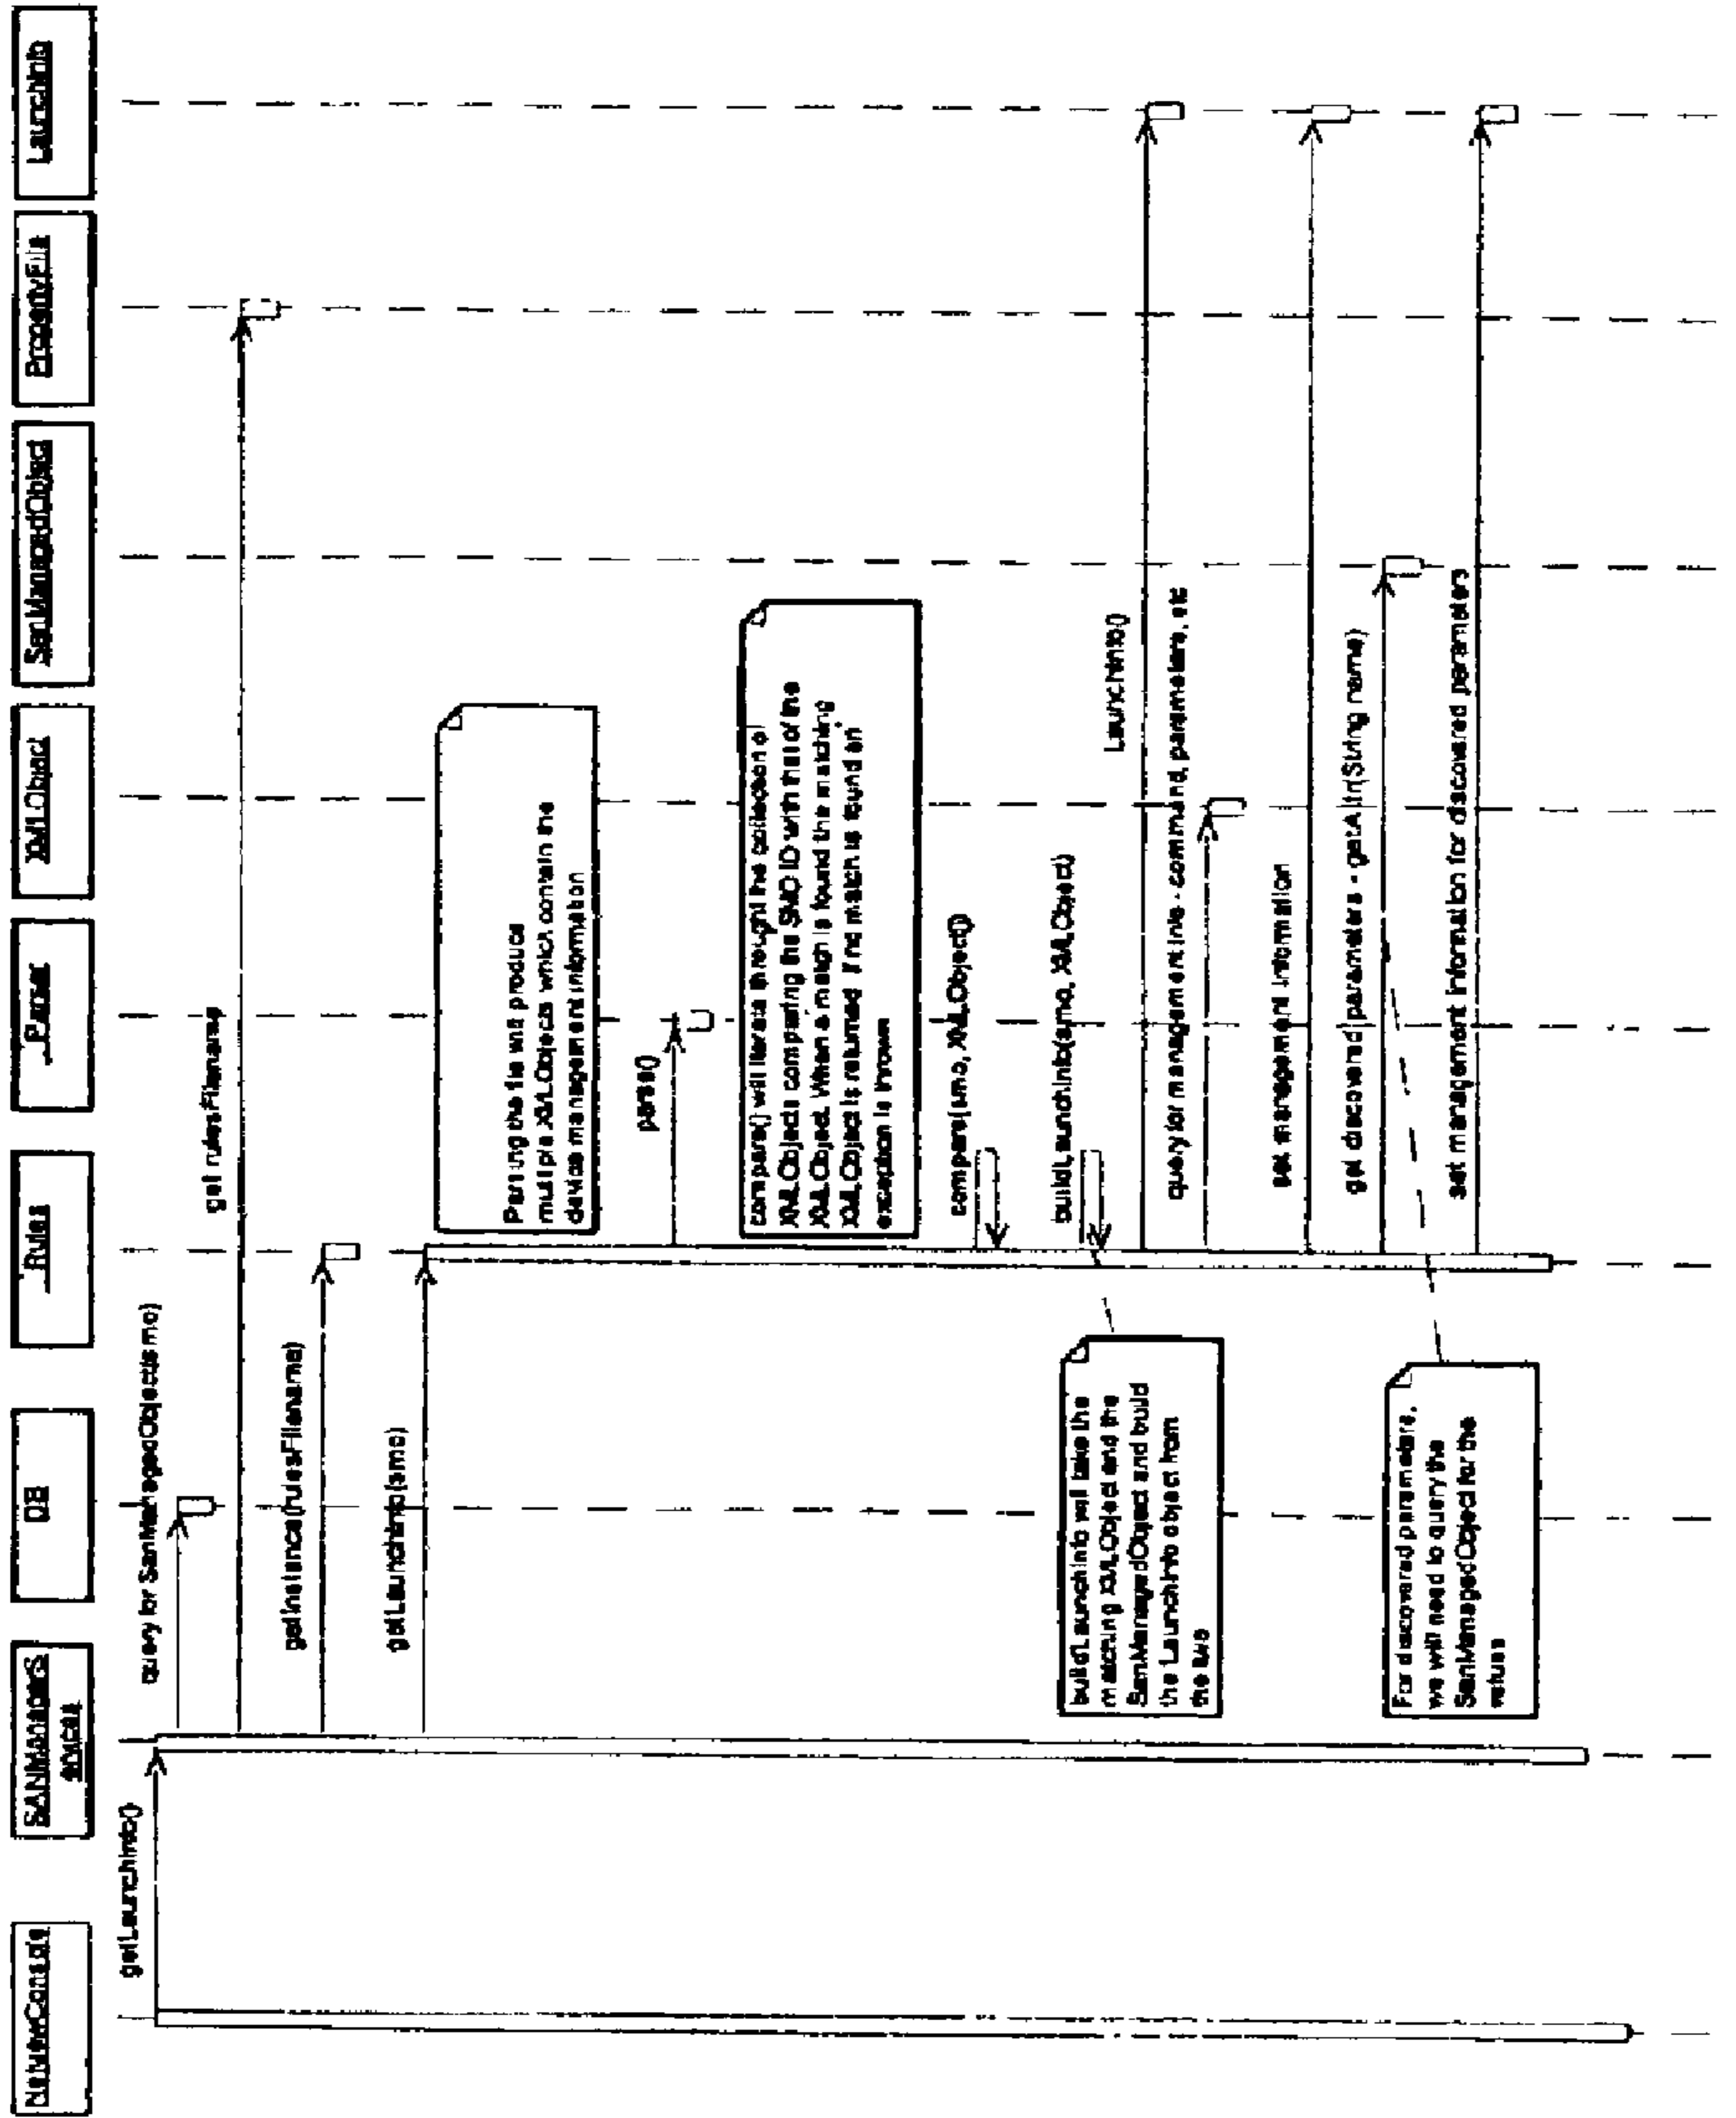 SANManagerS
ervice
DB
Rules
Parser
XMLObject
SanManagedObject
PropertyFile
LaunchInfo
getLaunchInfo()
query for SanManagedObject(smo)
get rulesFilename
getInstance(rulesFilename)
getLaunchInfo(smo)
Parsing the file will produce
multiple XMLObjects which contain the
device management information
parse()
compare() will iterate throught the collection of
XMLObjects comparing the SMO ID with that of the
XMLObject. When a match is found the matching
XMLObject is returned. If no match is found an
exception is thrown
compare(smo, XMLObject())
buildLaunchInfo(smo, XMLObject)
buildLaunchInfo will take the
matching XMLObject and the
SanManagedObject and build
the LaunchInfo object from
the two
LaunchInfo()
query for management info - command, parameters, etc
set management information
get discovered parameters - getAttr(String name)
For discovered parameters,
we will need to query the
SanManagedObject for the
values
set management information for discovered parameters